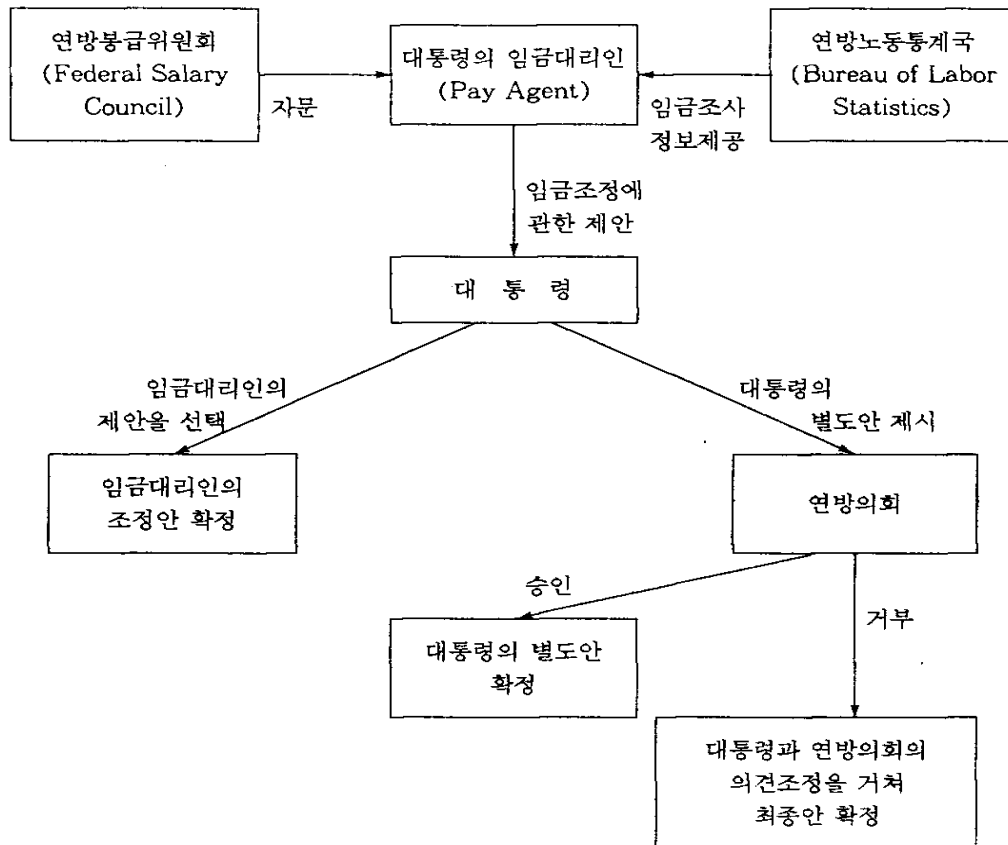 연방봉급위원회
(Federal Salary
Council)
자문
대통령의 임금대리인
(Pay Agent)
연방노동통계국
(Bureau of Labor
Statistics)
임금조사
정보제공
임금조정에
관한 제안
대 통 령
임금대리인의
제안을 선택
대통령의
별도안 제시
임금대리인의
조정안 확정
연방의회
승인
거부
대통령의 별도안
확정
대통령과 연방의회의
의견조정을 거쳐
최종안 확정